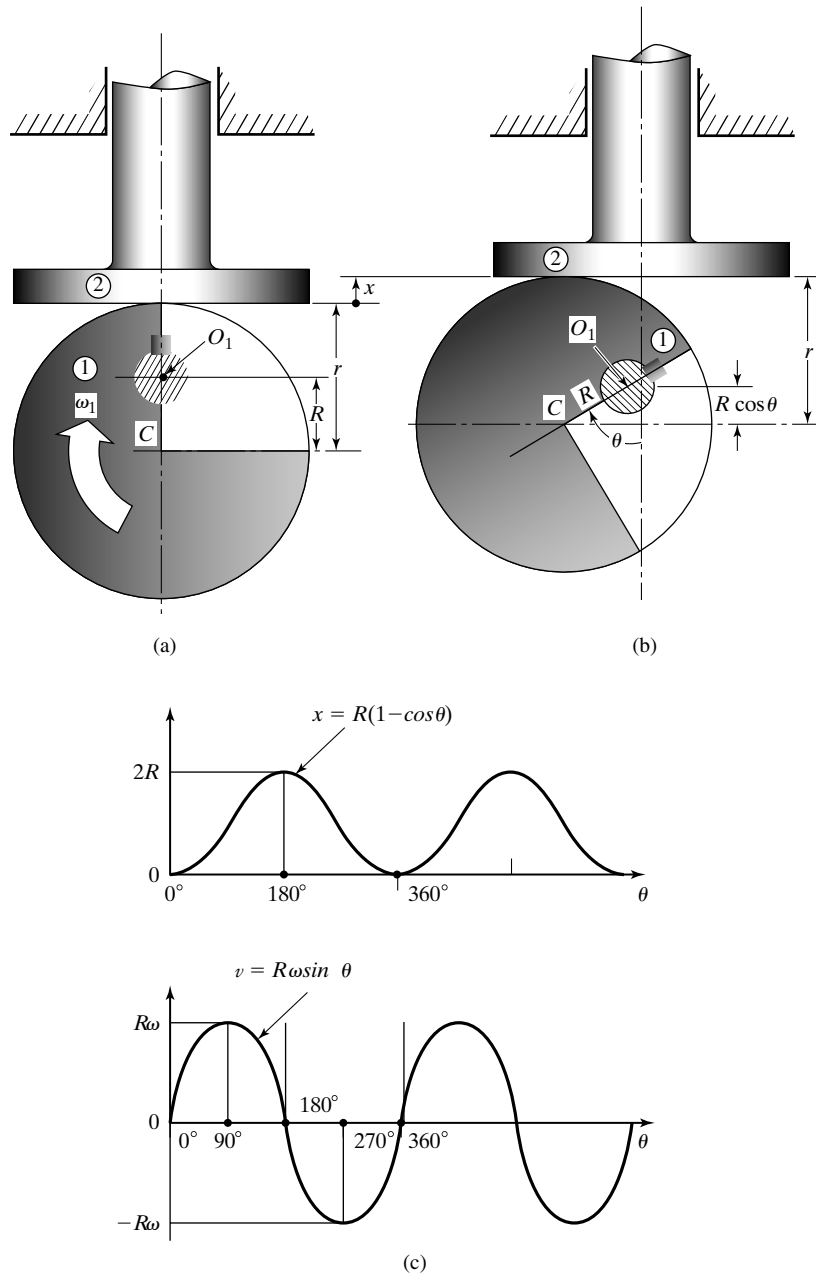 2
x
O1
1
r
ω1
R
C
(a)
2
1
O1
r
R
C
R cosθ
θ
(b)
x = R(1−cosθ)
2R
0
0° 180° 360° θ
v = Rωsin θ
Rω
180°
0
0° 90° 270° 360° θ
−Rω
(c)